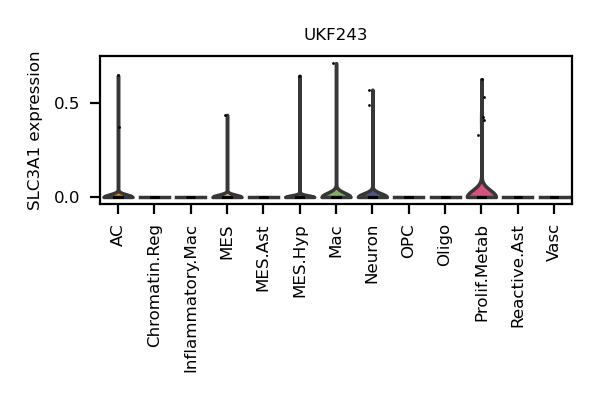 UKF243
SLC3A1 expression
0.5
0.0
AC
Chromatin.Reg
Inflammatory.Mac
MES
MES.Ast
MES.Hyp
Mac
Neuron
OPC
Oligo
Prolif.Metab
Reactive.Ast
Vasc